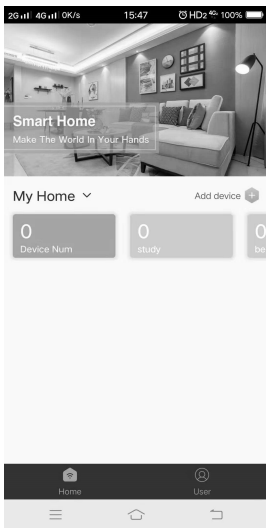 2G 4G 0K/s 15:47 HD2 4G+ 100%
Smart Home
Make The World In Your Hands
My Home Add device
0 0 0
Device Num study be
Home User